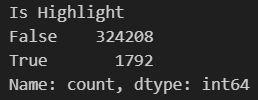 Is Highlight
False    324208
True       1792
Name: count, dtype: int64